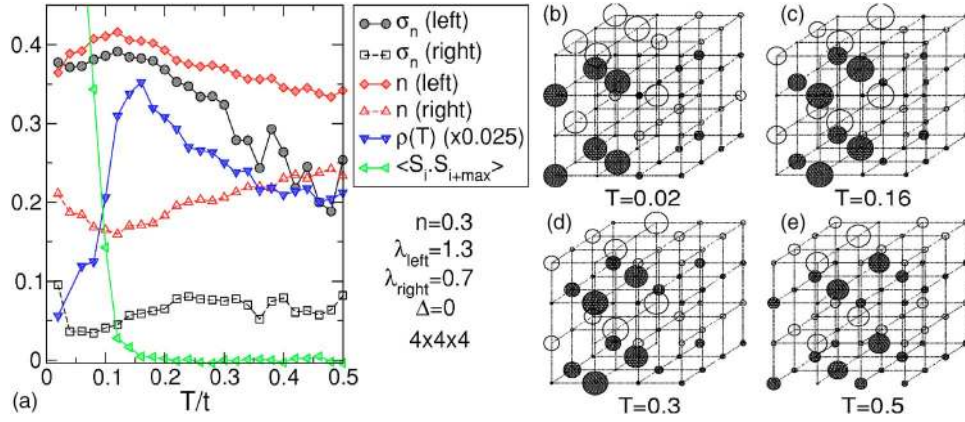 0.4
0.3
0.2
0.1
0
0
0.1
0.2
0.3
0.4
0.5
T/t
(a)
σn (left)
σn (right)
n (left)
n (right)
ρ(T) (x0.025)
<Si.Si+max>
n=0.3
λleft=1.3
λright=0.7
Δ=0
4x4x4
(b)
T=0.02
(c)
T=0.16
(d)
T=0.3
(e)
T=0.5